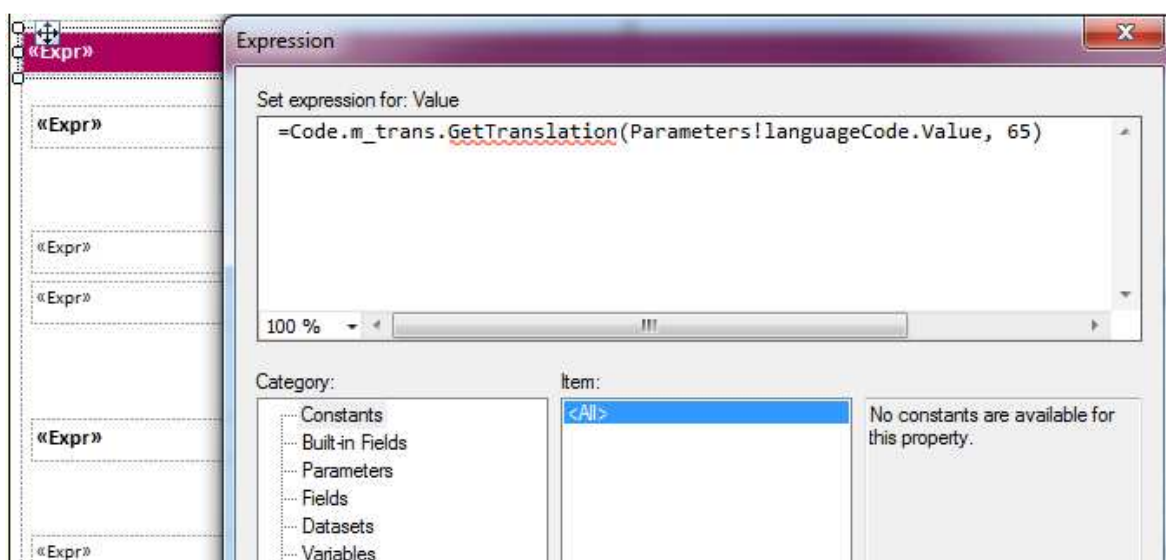 «Expr»
«Expr»
«Expr»
«Expr»
«Expr»
«Expr»
Expression
Set expression for: Value
=Code.m_trans.GetTranslation(Parameters!languageCode.Value, 65)
100 %
Category:
Constants
Built-in Fields
Parameters
Fields
Datasets
Variables
Item:
<All>
No constants are available for
this property.